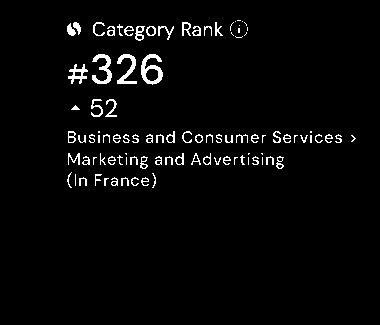 Category Rank
#326
52
Business and Consumer Services >
Marketing and Advertising
(In France)